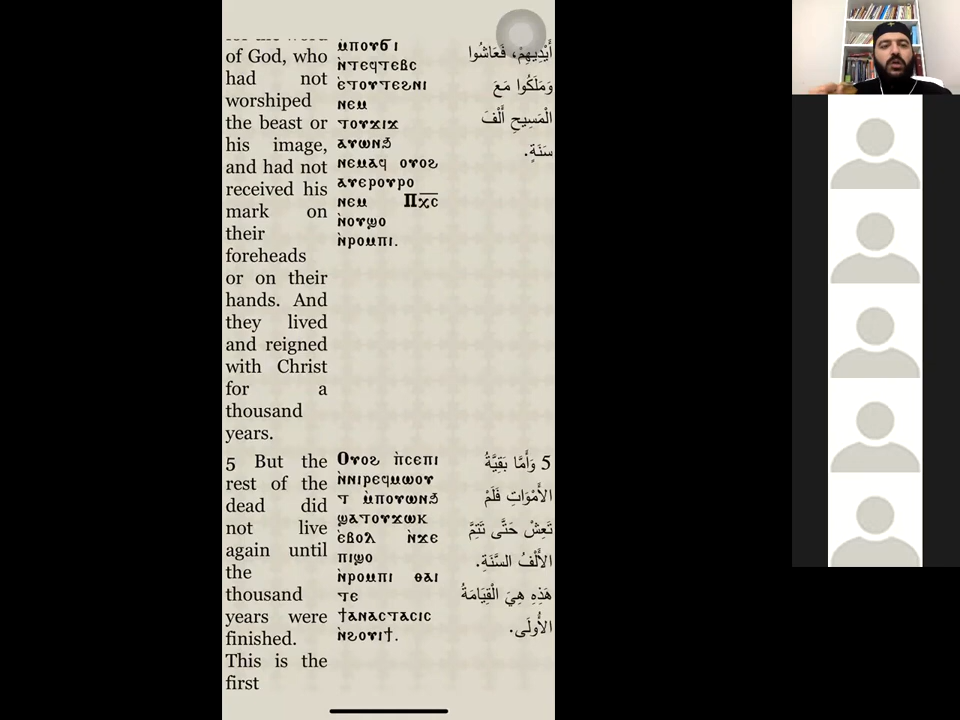 of God, who
had not
worshiped
the beast or
his image,
and had not
received his
mark on
their
foreheads
or on their
hands. And
they lived
and reigned
with Christ
for a
thousand
years.
ⲙ̀ⲡⲟⲩϭⲓ
ⲛ̀ⲧⲉϥⲧⲉⲃⲥ
ⲉ̀ⲧⲟⲩⲧⲉϩⲛⲓ
ⲛⲉⲙ
ⲧⲟⲩϫⲓϫ
ⲁⲩⲱⲛϧ
ⲛⲉⲙⲁϥ ⲟⲩⲟϩ
ⲁⲩⲉⲣⲟⲩⲣⲟ
ⲛⲉⲙ Ⲡⲭ̅ⲥ̅
ⲛ̀ⲟⲩϣⲟ
ⲛ̀ⲣⲟⲙⲡⲓ.
أَيْدِيهِمْ، فَعَاشُوا
وَمَلَكُوا مَعَ
الْمَسِيحِ أَلْفَ
سَنَةٍ.
5 But the
rest of the
dead did
not live
again until
the
thousand
years were
finished.
This is the
first
Ⲟⲩⲟϩ ⲡ̀ⲥⲉⲡⲓ
ⲛ̀ⲛⲓⲣⲉϥⲙⲱⲟⲩ
ⲧ ⲙ̀ⲡⲟⲩⲱⲛϧ
ϣⲁⲧⲟⲩϫⲱⲕ
ⲉ̀ⲃⲟⲗ ⲛ̀ϫⲉ
ⲡⲓϣⲟ
ⲛ̀ⲣⲟⲙⲡⲓ ⲑⲁⲓ
ⲧⲉ
ϯⲁⲛⲁⲥⲧⲁⲥⲓⲥ
ⲛ̀ϩⲟⲩⲓϯ.
5 وَأَمَّا بَقِيَّةُ
الأَمْوَاتِ فَلَمْ
تَعِشْ حَتَّى تَتِمَّ
الأَلْفُ السَّنَةِ.
هَذِهِ هِيَ الْقِيَامَةُ
الأُولَى.